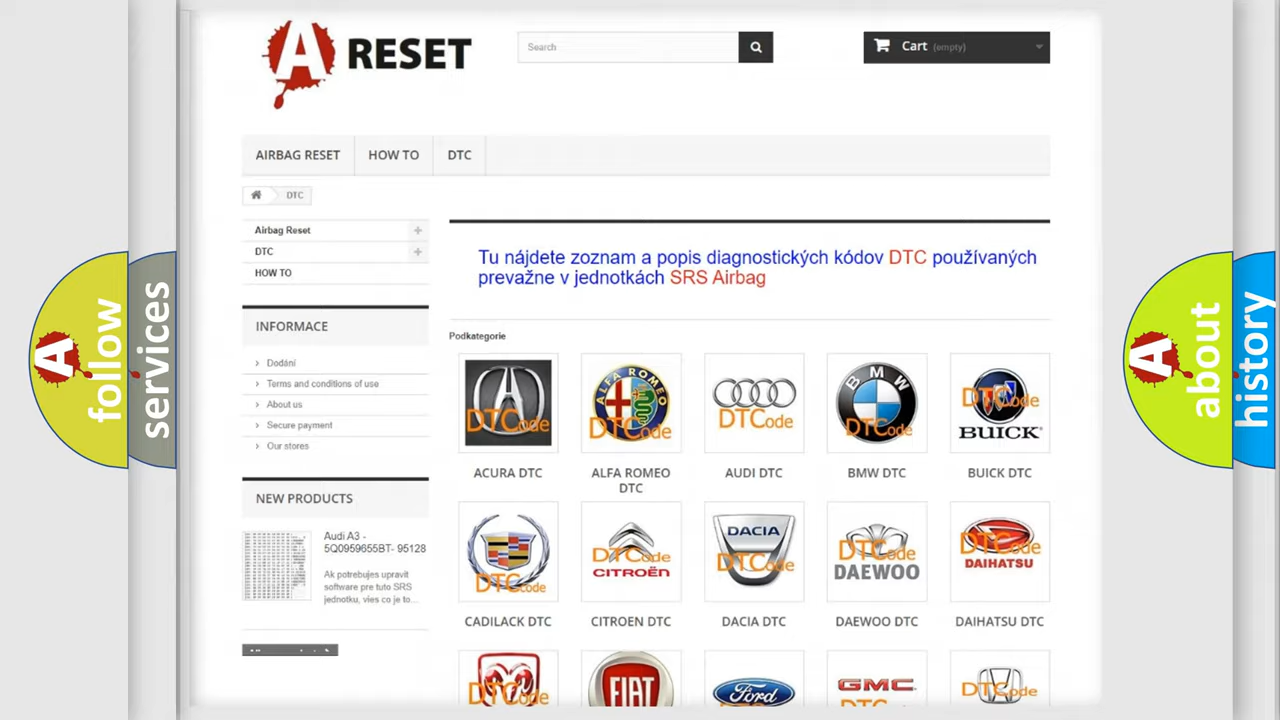 A RESET
Search
Cart (empty)
AIRBAG RESET
HOW TO
DTC
DTC
Airbag Reset
DTC
HOW TO
INFORMACE
Dodání
Terms and conditions of use
About us
Secure payment
Our stores
NEW PRODUCTS
Audi A3 -
5Q0959655BT- 95128
Ak potrebujes upravit
software pre tuto SRS
jednotku, vies co je to...
Tu nájdete zoznam a popis diagnostických kódov DTC používaných
prevažne v jednotkách SRS Airbag
Podkategorie
DTCode
ALFA ROMEO
DTCode
DTCode
BMW
DTCode
DTCode
BUICK
ACURA DTC
ALFA ROMEO
DTC
AUDI DTC
BMW DTC
BUICK DTC
DTCode
DTCode
CITROËN
DACIA
DTCode
DTCode
DAEWOO
DTCode
DAIHATSU
CADILACK DTC
CITROEN DTC
DACIA DTC
DAEWOO DTC
DAIHATSU DTC
DTCode
FIAT
Ford
GMC
DTCode
A follow
services
A about
history